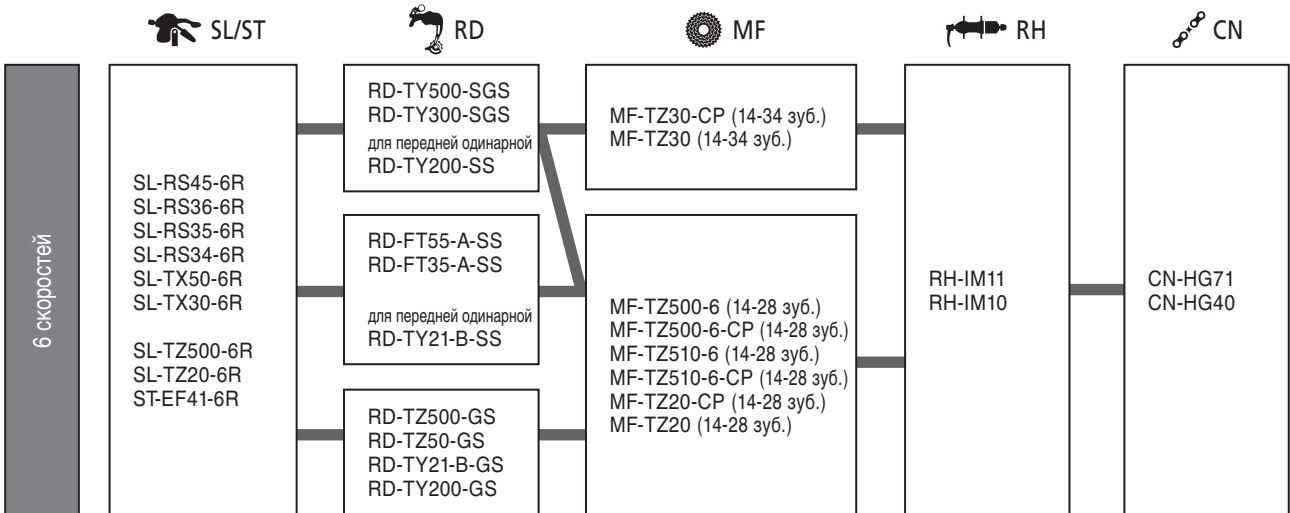 SL/ST
RD
MF
RH
CN
6 скоростей
SL-RS45-6R
SL-RS36-6R
SL-RS35-6R
SL-RS34-6R
SL-TX50-6R
SL-TX30-6R
SL-TZ500-6R
SL-TZ20-6R
ST-EF41-6R
RD-TY500-SGS
RD-TY300-SGS
для передней одинарной
RD-TY200-SS
RD-FT55-A-SS
RD-FT35-A-SS
для передней одинарной
RD-TY21-B-SS
RD-TZ500-GS
RD-TZ50-GS
RD-TY21-B-GS
RD-TY200-GS
MF-TZ30-CP (14-34 зуб.)
MF-TZ30 (14-34 зуб.)
MF-TZ500-6 (14-28 зуб.)
MF-TZ500-6-CP (14-28 зуб.)
MF-TZ510-6 (14-28 зуб.)
MF-TZ510-6-CP (14-28 зуб.)
MF-TZ20-CP (14-28 зуб.)
MF-TZ20 (14-28 зуб.)
RH-IM11
RH-IM10
CN-HG71
CN-HG40